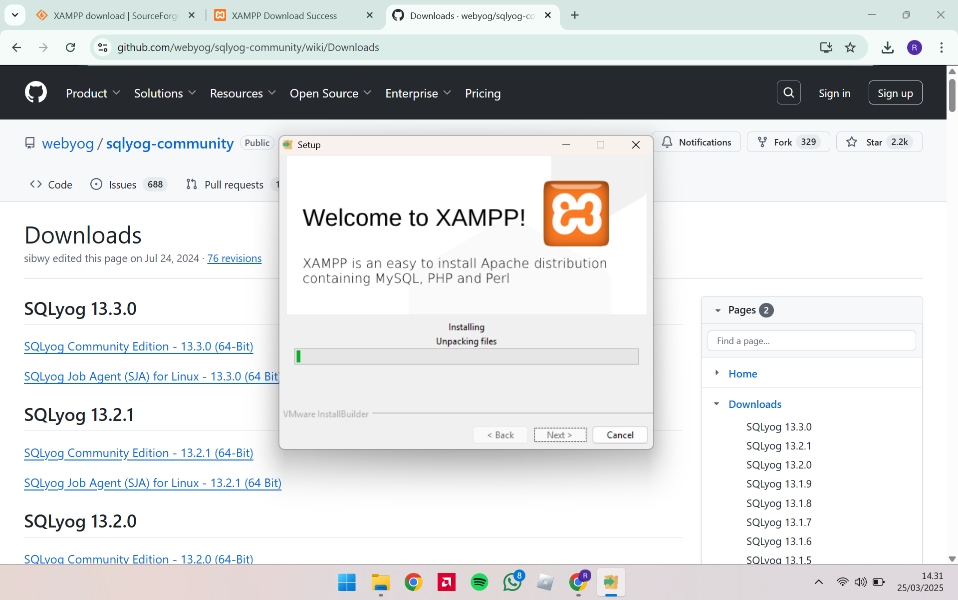 XAMPP download | SourceForg
XAMPP Download Success
Downloads · webyog/sqlyog-co
github.com/webyog/sqlyog-community/wiki/Downloads
R
Product
Solutions
Resources
Open Source
Enterprise
Pricing
Sign in
Sign up
webyog / sqlyog-community
Public
Notifications
Fork 329
Star 2.2k
Code
Issues 688
Pull requests 1
Setup
Welcome to XAMPP!
XAMPP is an easy to install Apache distribution
containing MySQL, PHP and Perl
Installing
Unpacking files
VMware InstallBuilder
< Back
Next >
Cancel
Downloads
sibwy edited this page on Jul 24, 2024 · 76 revisions
SQLyog 13.3.0
SQLyog Community Edition - 13.3.0 (64-Bit)
SQLyog Job Agent (SJA) for Linux - 13.3.0 (64 Bit
SQLyog 13.2.1
SQLyog Community Edition - 13.2.1 (64-Bit)
SQLyog Job Agent (SJA) for Linux - 13.2.1 (64 Bit)
SQLyog 13.2.0
SQLyog Community Edition - 13.2.0 (64-Bit)
Pages 2
Find a page...
Home
Downloads
SQLyog 13.3.0
SQLyog 13.2.1
SQLyog 13.2.0
SQLyog 13.1.9
SQLyog 13.1.8
SQLyog 13.1.7
SQLyog 13.1.6
SQLyog 13.1.5
8
R
14.31
25/03/2025